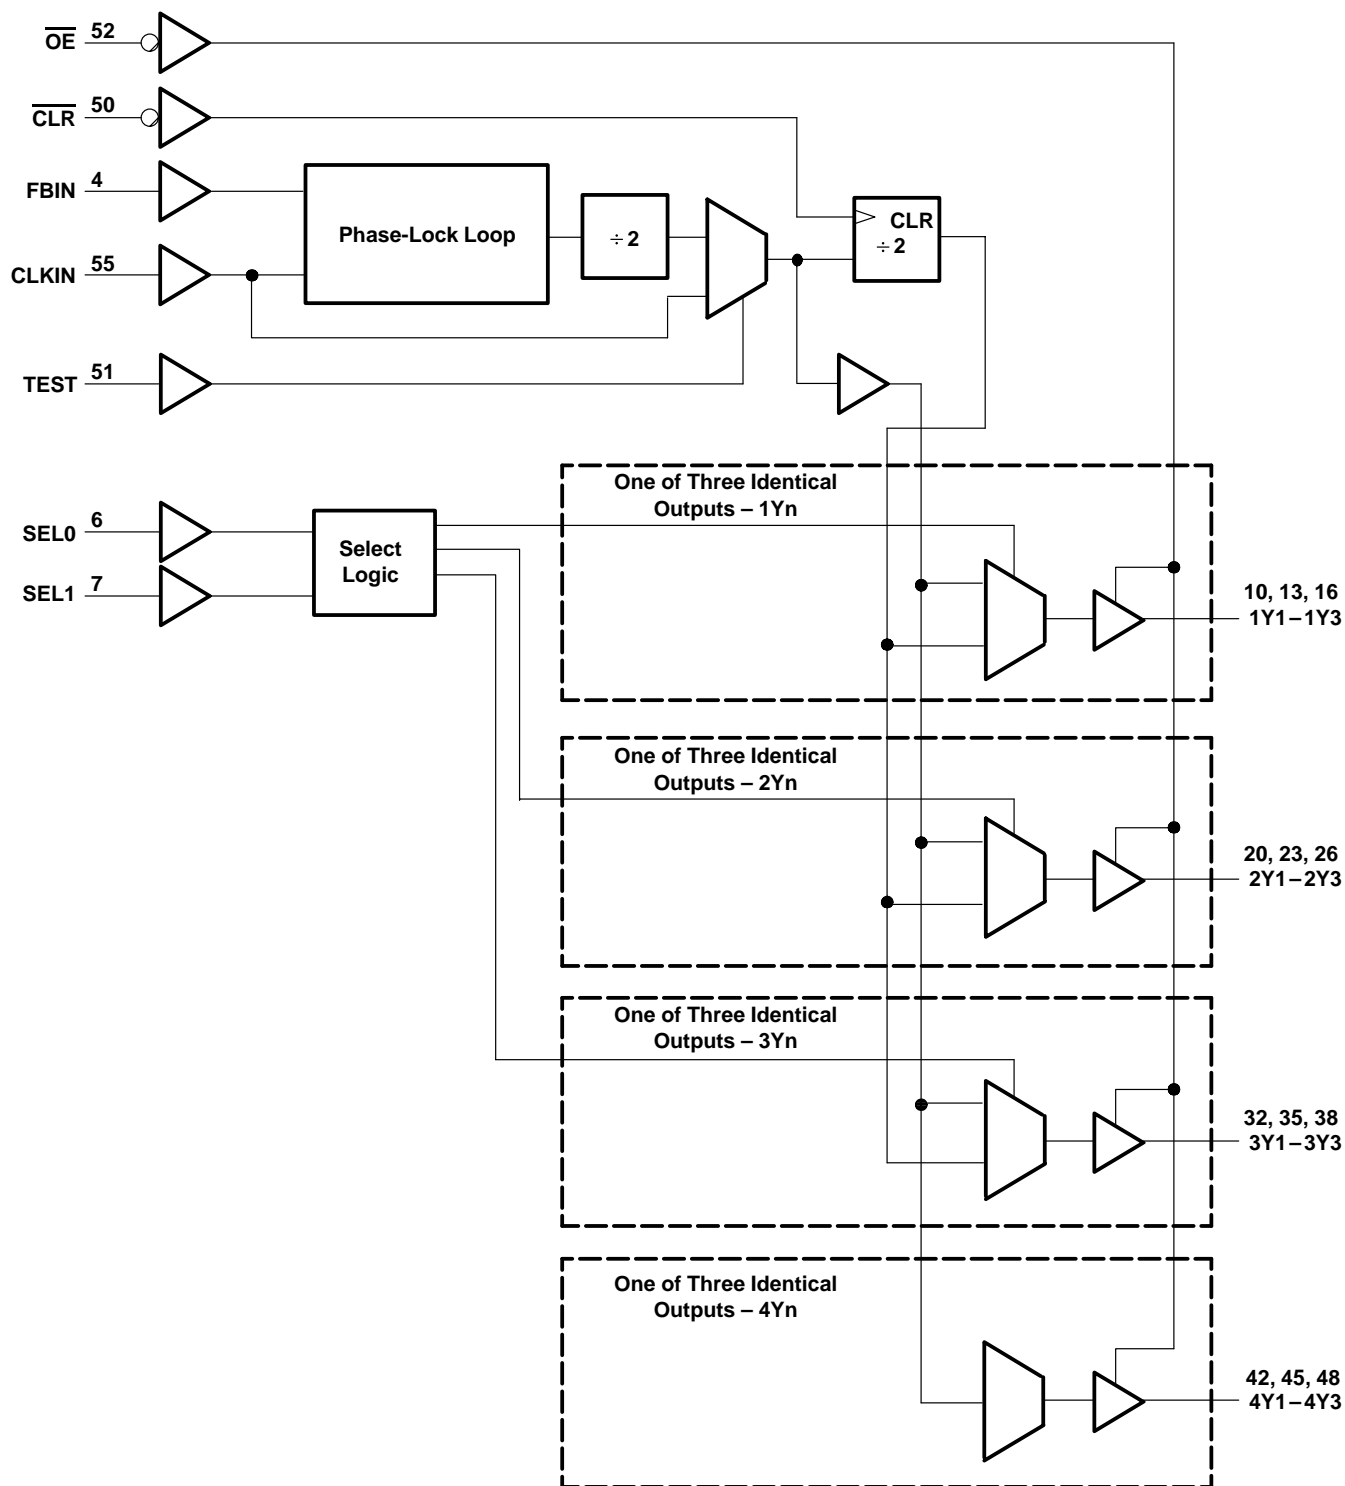 OE 52
CLR 50
FBIN 4
Phase-Lock Loop
÷ 2
CLR
÷ 2
CLKIN 55
TEST 51
One of Three Identical
Outputs – 1Yn
SEL0 6
SEL1 7
Select
Logic
10, 13, 16
1Y1–1Y3
One of Three Identical
Outputs – 2Yn
20, 23, 26
2Y1–2Y3
One of Three Identical
Outputs – 3Yn
32, 35, 38
3Y1–3Y3
One of Three Identical
Outputs – 4Yn
42, 45, 48
4Y1–4Y3